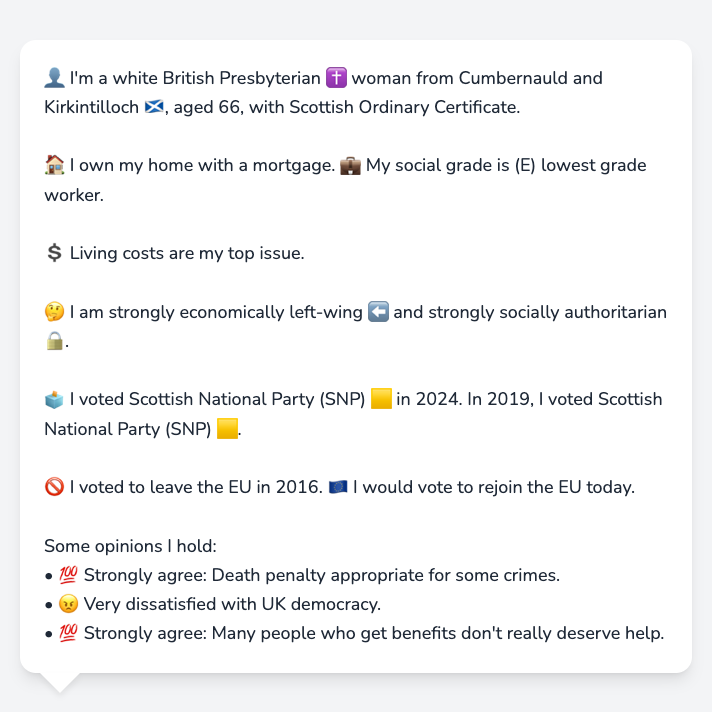 👤 I'm a white British Presbyterian ✝️ woman from Cumbernauld and
Kirkintilloch 🏴󠁧󠁢󠁳󠁣󠁴󠁿, aged 66, with Scottish Ordinary Certificate.
🏠 I own my home with a mortgage. 💼 My social grade is (E) lowest grade
worker.
💲 Living costs are my top issue.
🤔 I am strongly economically left-wing ⬅️ and strongly socially authoritarian
🔒.
🗳️ I voted Scottish National Party (SNP) 🟨 in 2024. In 2019, I voted Scottish
National Party (SNP) 🟨.
🚫 I voted to leave the EU in 2016. 🇪🇺 I would vote to rejoin the EU today.
Some opinions I hold:
• 💯 Strongly agree: Death penalty appropriate for some crimes.
• 😠 Very dissatisfied with UK democracy.
• 💯 Strongly agree: Many people who get benefits don't really deserve help.